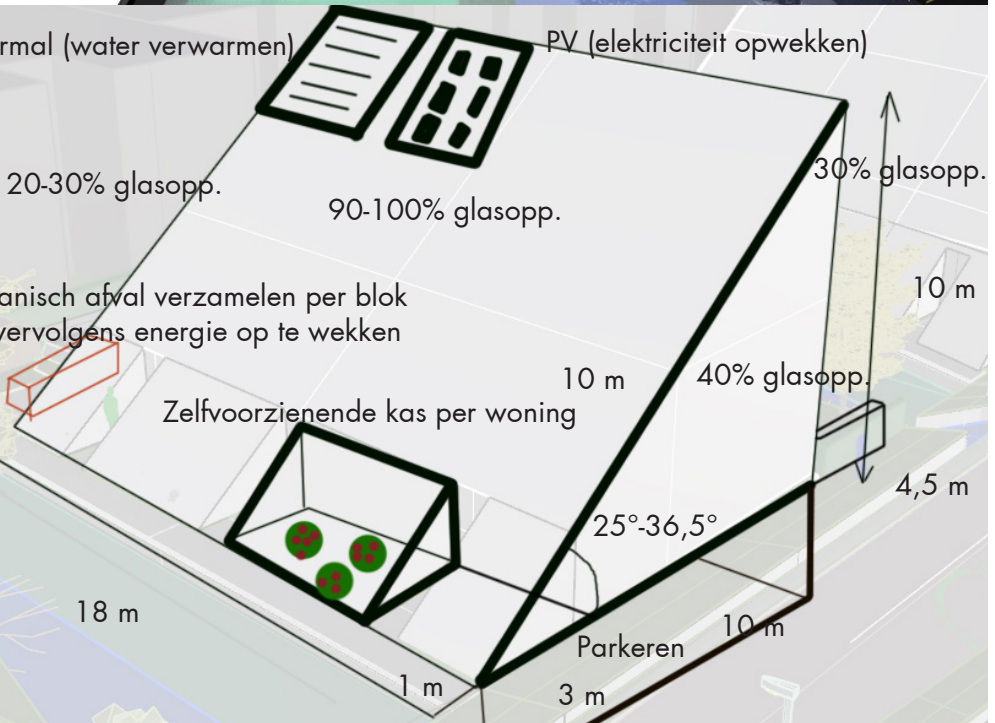 rmal (water verwarmen)
PV (elektriciteit opwekken)
20-30% glasopp.
30% glasopp.
90-100% glasopp.
anisch afval verzamelen per blok
vervolgens energie op te wekken
10 m
10 m
40% glasopp.
Zelfvoorzienende kas per woning
4,5 m
25°-36,5°
18 m
10 m
Parkeren
1 m
3 m